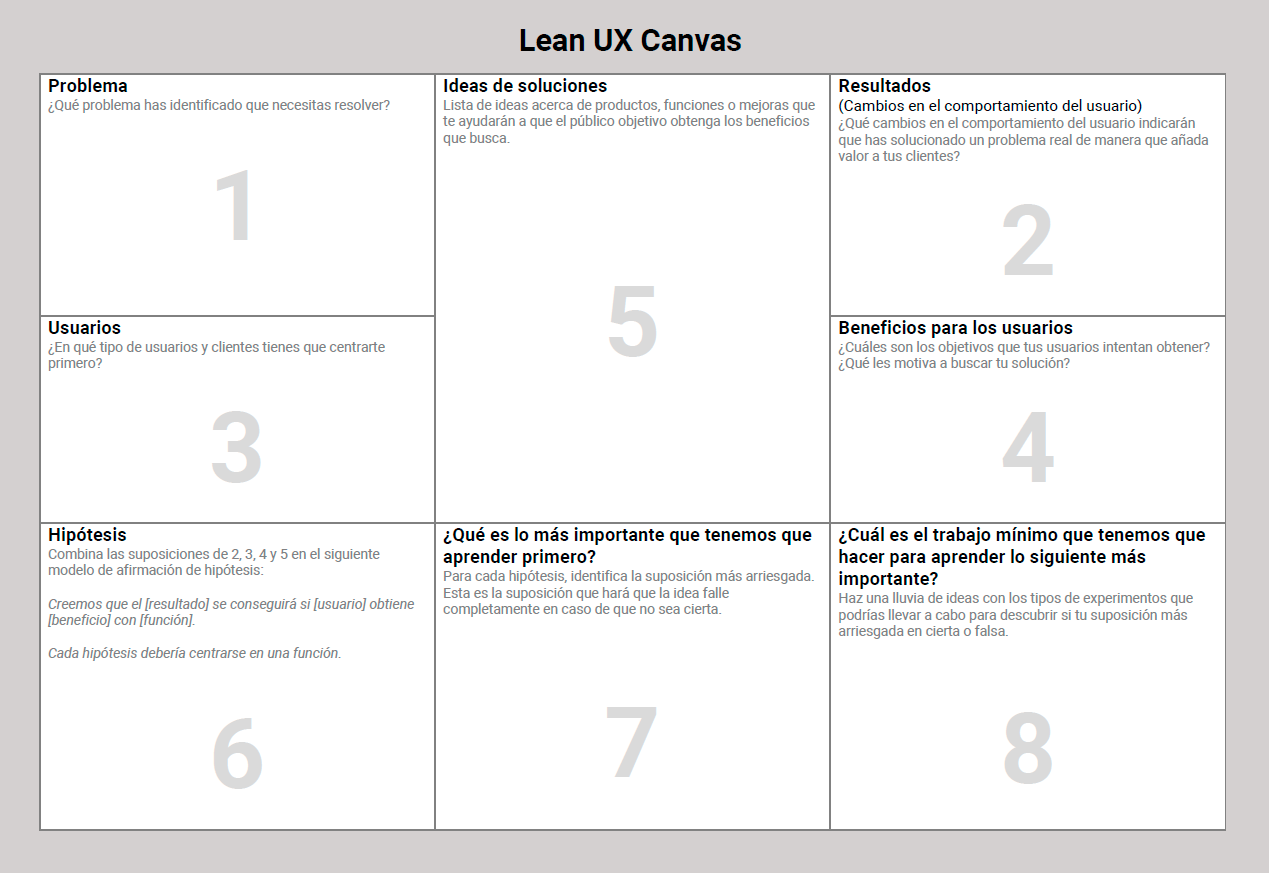 Lean UX Canvas
Problema
¿Qué problema has identificado que necesitas resolver?
1
Ideas de soluciones
Lista de ideas acerca de productos, funciones o mejoras que
te ayudarán a que el público objetivo obtenga los beneficios
que busca.
5
Resultados
(Cambios en el comportamiento del usuario)
¿Qué cambios en el comportamiento del usuario indicarán
que has solucionado un problema real de manera que añada
valor a tus clientes?
2
Usuarios
¿En qué tipo de usuarios y clientes tienes que centrarte
primero?
3
Beneficios para los usuarios
¿Cuáles son los objetivos que tus usuarios intentan obtener?
¿Qué les motiva a buscar tu solución?
4
Hipótesis
Combina las suposiciones de 2, 3, 4 y 5 en el siguiente
modelo de afirmación de hipótesis:
Creemos que el [resultado] se conseguirá si [usuario] obtiene
[beneficio] con [función].
Cada hipótesis debería centrarse en una función.
6
¿Qué es lo más importante que tenemos que
aprender primero?
Para cada hipótesis, identifica la suposición más arriesgada.
Esta es la suposición que hará que la idea falle
completamente en caso de que no sea cierta.
7
¿Cuál es el trabajo mínimo que tenemos que
hacer para aprender lo siguiente más
importante?
Haz una lluvia de ideas con los tipos de experimentos que
podrías llevar a cabo para descubrir si tu suposición más
arriesgada en cierta o falsa.
8